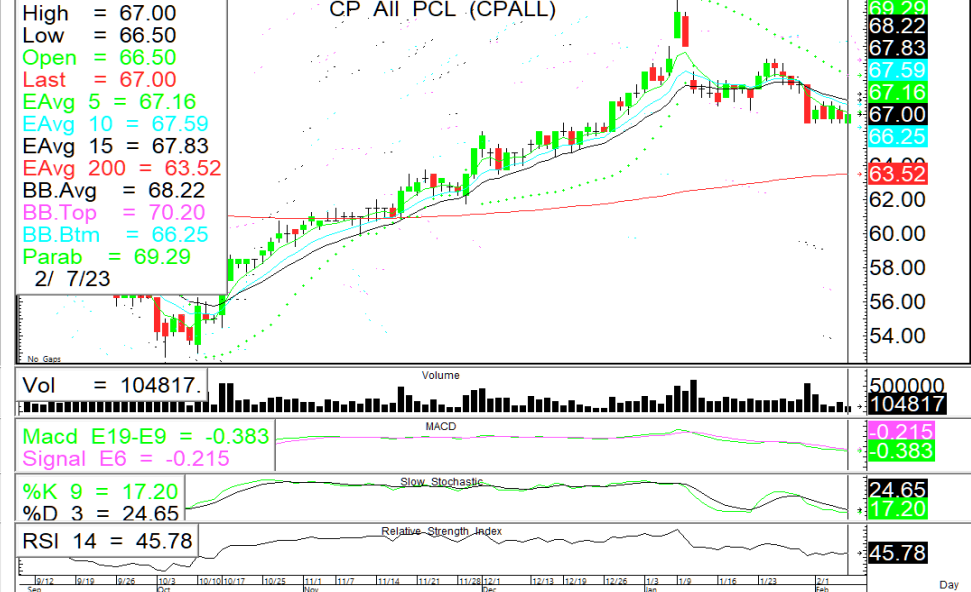 CP All PCL (CPALL)
High = 67.00
Low = 66.50
Open = 66.50
Last = 67.00
EAvg 5 = 67.16
EAvg 10 = 67.59
EAvg 15 = 67.83
EAvg 200 = 63.52
BB.Avg = 68.22
BB.Top = 70.20
BB.Btm = 66.25
Parab = 69.29
2/ 7/23
69.29
68.22
67.83
67.59
67.16
67.00
66.25
64.00
63.52
62.00
60.00
58.00
56.00
54.00
No Gaps
Volume
Vol = 104817.
500000
104817
MACD
Macd E19-E9 = -0.383
Signal E6 = -0.215
-0.215
-0.383
Slow Stochastic
%K 9 = 17.20
%D 3 = 24.65
24.65
17.20
Relative Strength Index
RSI 14 = 45.78
45.78
9/12 9/19 9/26 10/3 10/10 10/17 10/25 11/1 11/7 11/14 11/21 11/28 12/1 12/13 12/19 12/26 1/3 1/9 1/16 1/23 2/1
Sep Oct Nov Dec Jan Feb
Day